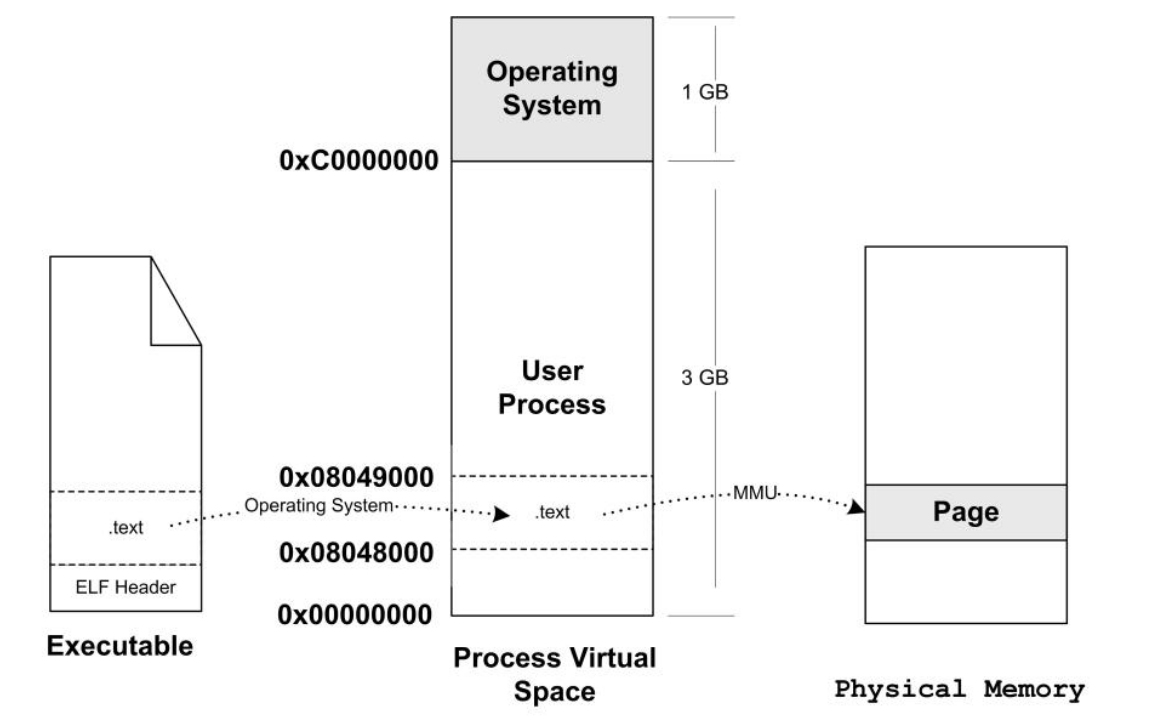 Operating
System
1 GB
0xC0000000
User
Process
3 GB
0x08049000
Operating System
.text
MMU
Page
.text
0x08048000
ELF Header
0x00000000
Executable
Process Virtual
Space
Physical Memory